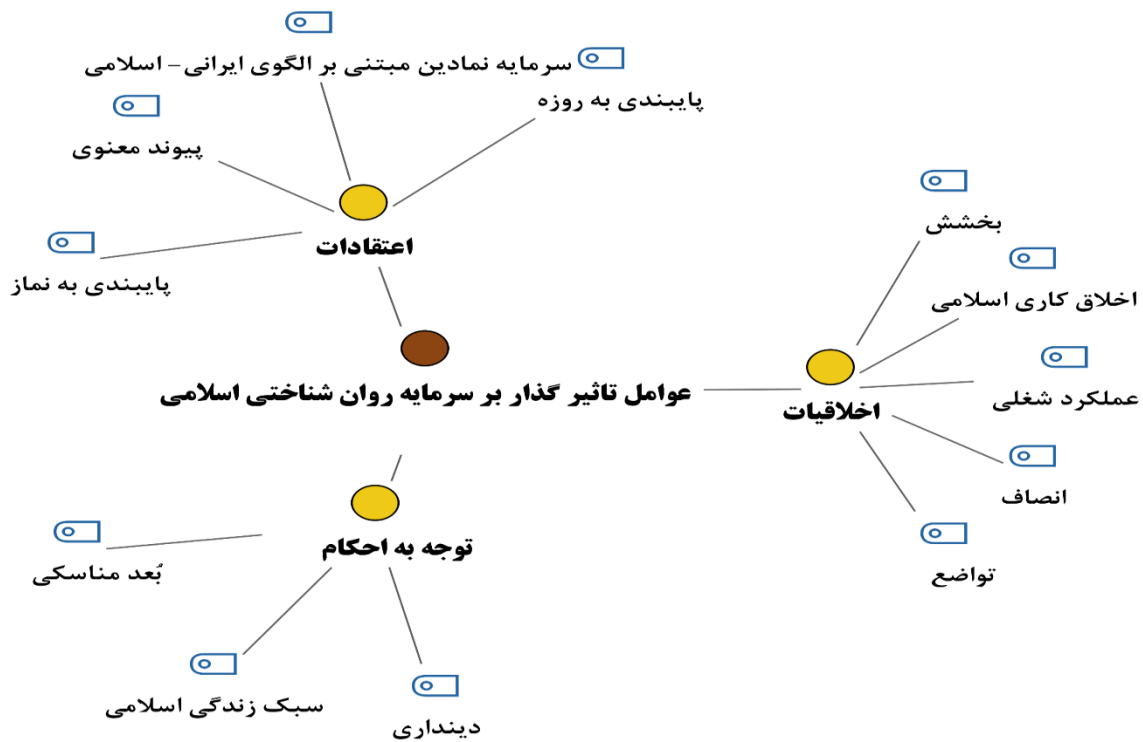 سرمایه نمادین مبتنی بر الگوی ایرانی– اسلامی
پایبندی به روزه
پیوند معنوی
پایبندی به نماز
اعتقادات
بخشش
اخلاق کاری اسلامی
عملکرد شغلی
انصاف
تواضع
اخلاقیات
عوامل تاثیر گذار بر سرمایه روان شناختی اسلامی
توجه به احکام
بُعد مناسکی
سبک زندگی اسلامی
دینداری